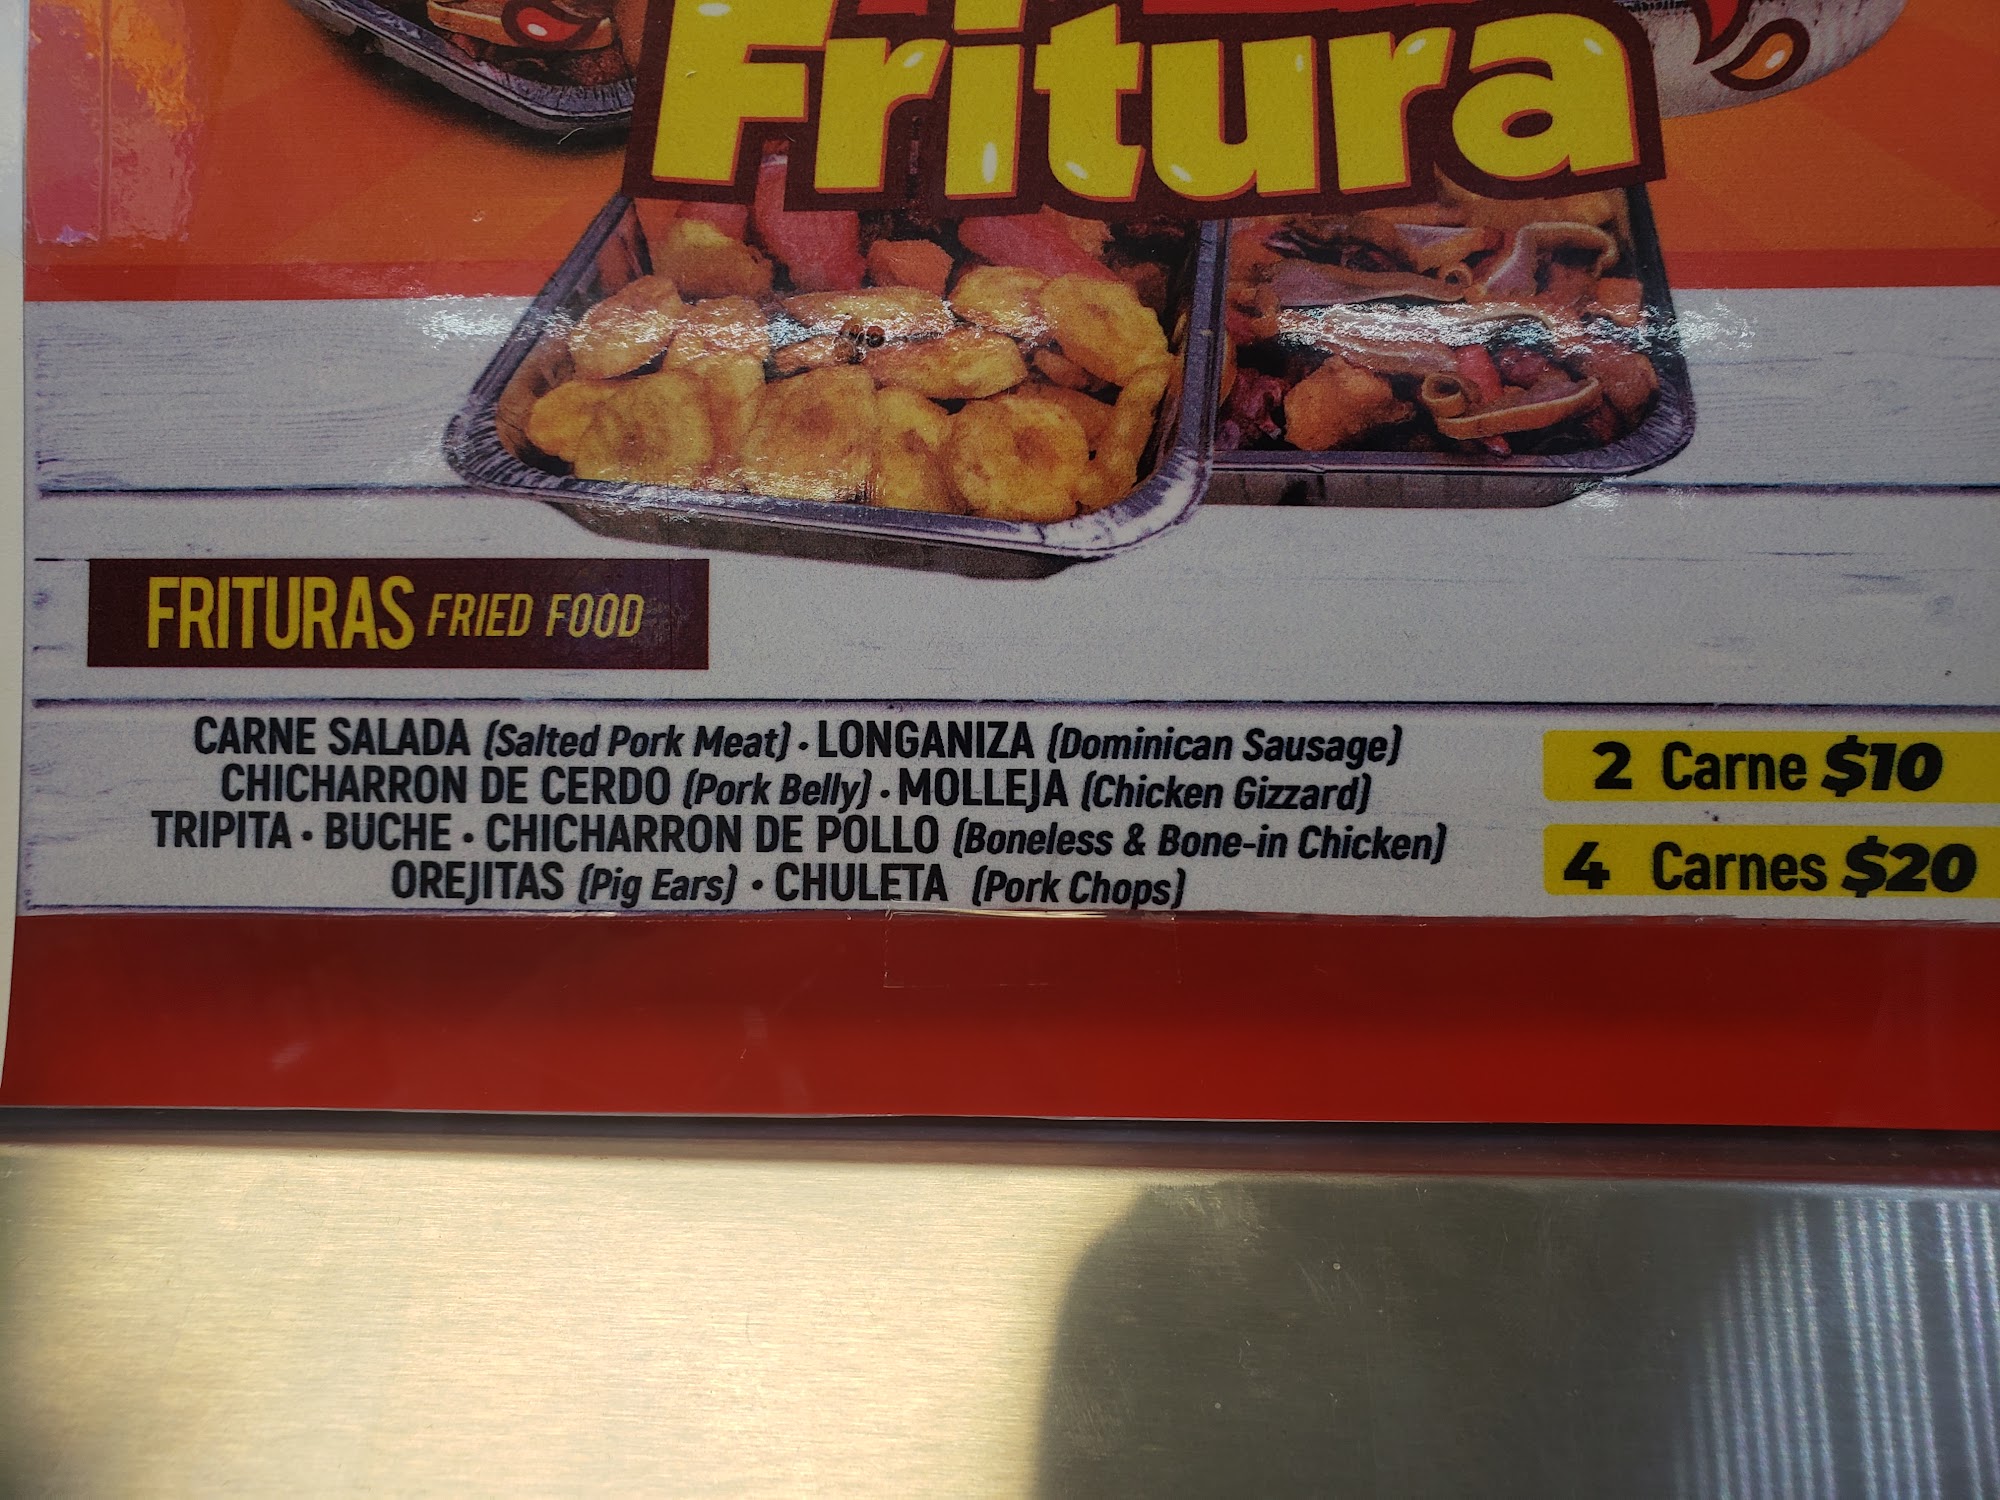 Fritura
FRITURAS FRIED FOOD
CARNE SALADA (Salted Pork Meat) • LONGANIZA (Dominican Sausage)
CHICHARRON DE CERDO (Pork Belly) • MOLLEJA (Chicken Gizzard)
TRIPITA • BUCHE • CHICHARRON DE POLLO (Boneless & Bone-in Chicken)
OREJITAS (Pig Ears) • CHULETA (Pork Chops)
2 Carne $10
4 Carnes $20